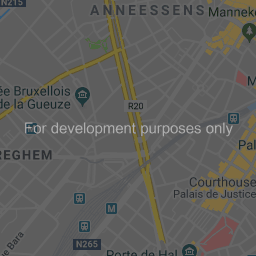 N215
ANNEESSENS
Manneke
ée Bruxellois
de la Gueuze
R20
For development purposes only
REGHEM
Pal
Courthouse
Palais de Justice
M
N265
Porte de Hal
ue Bara